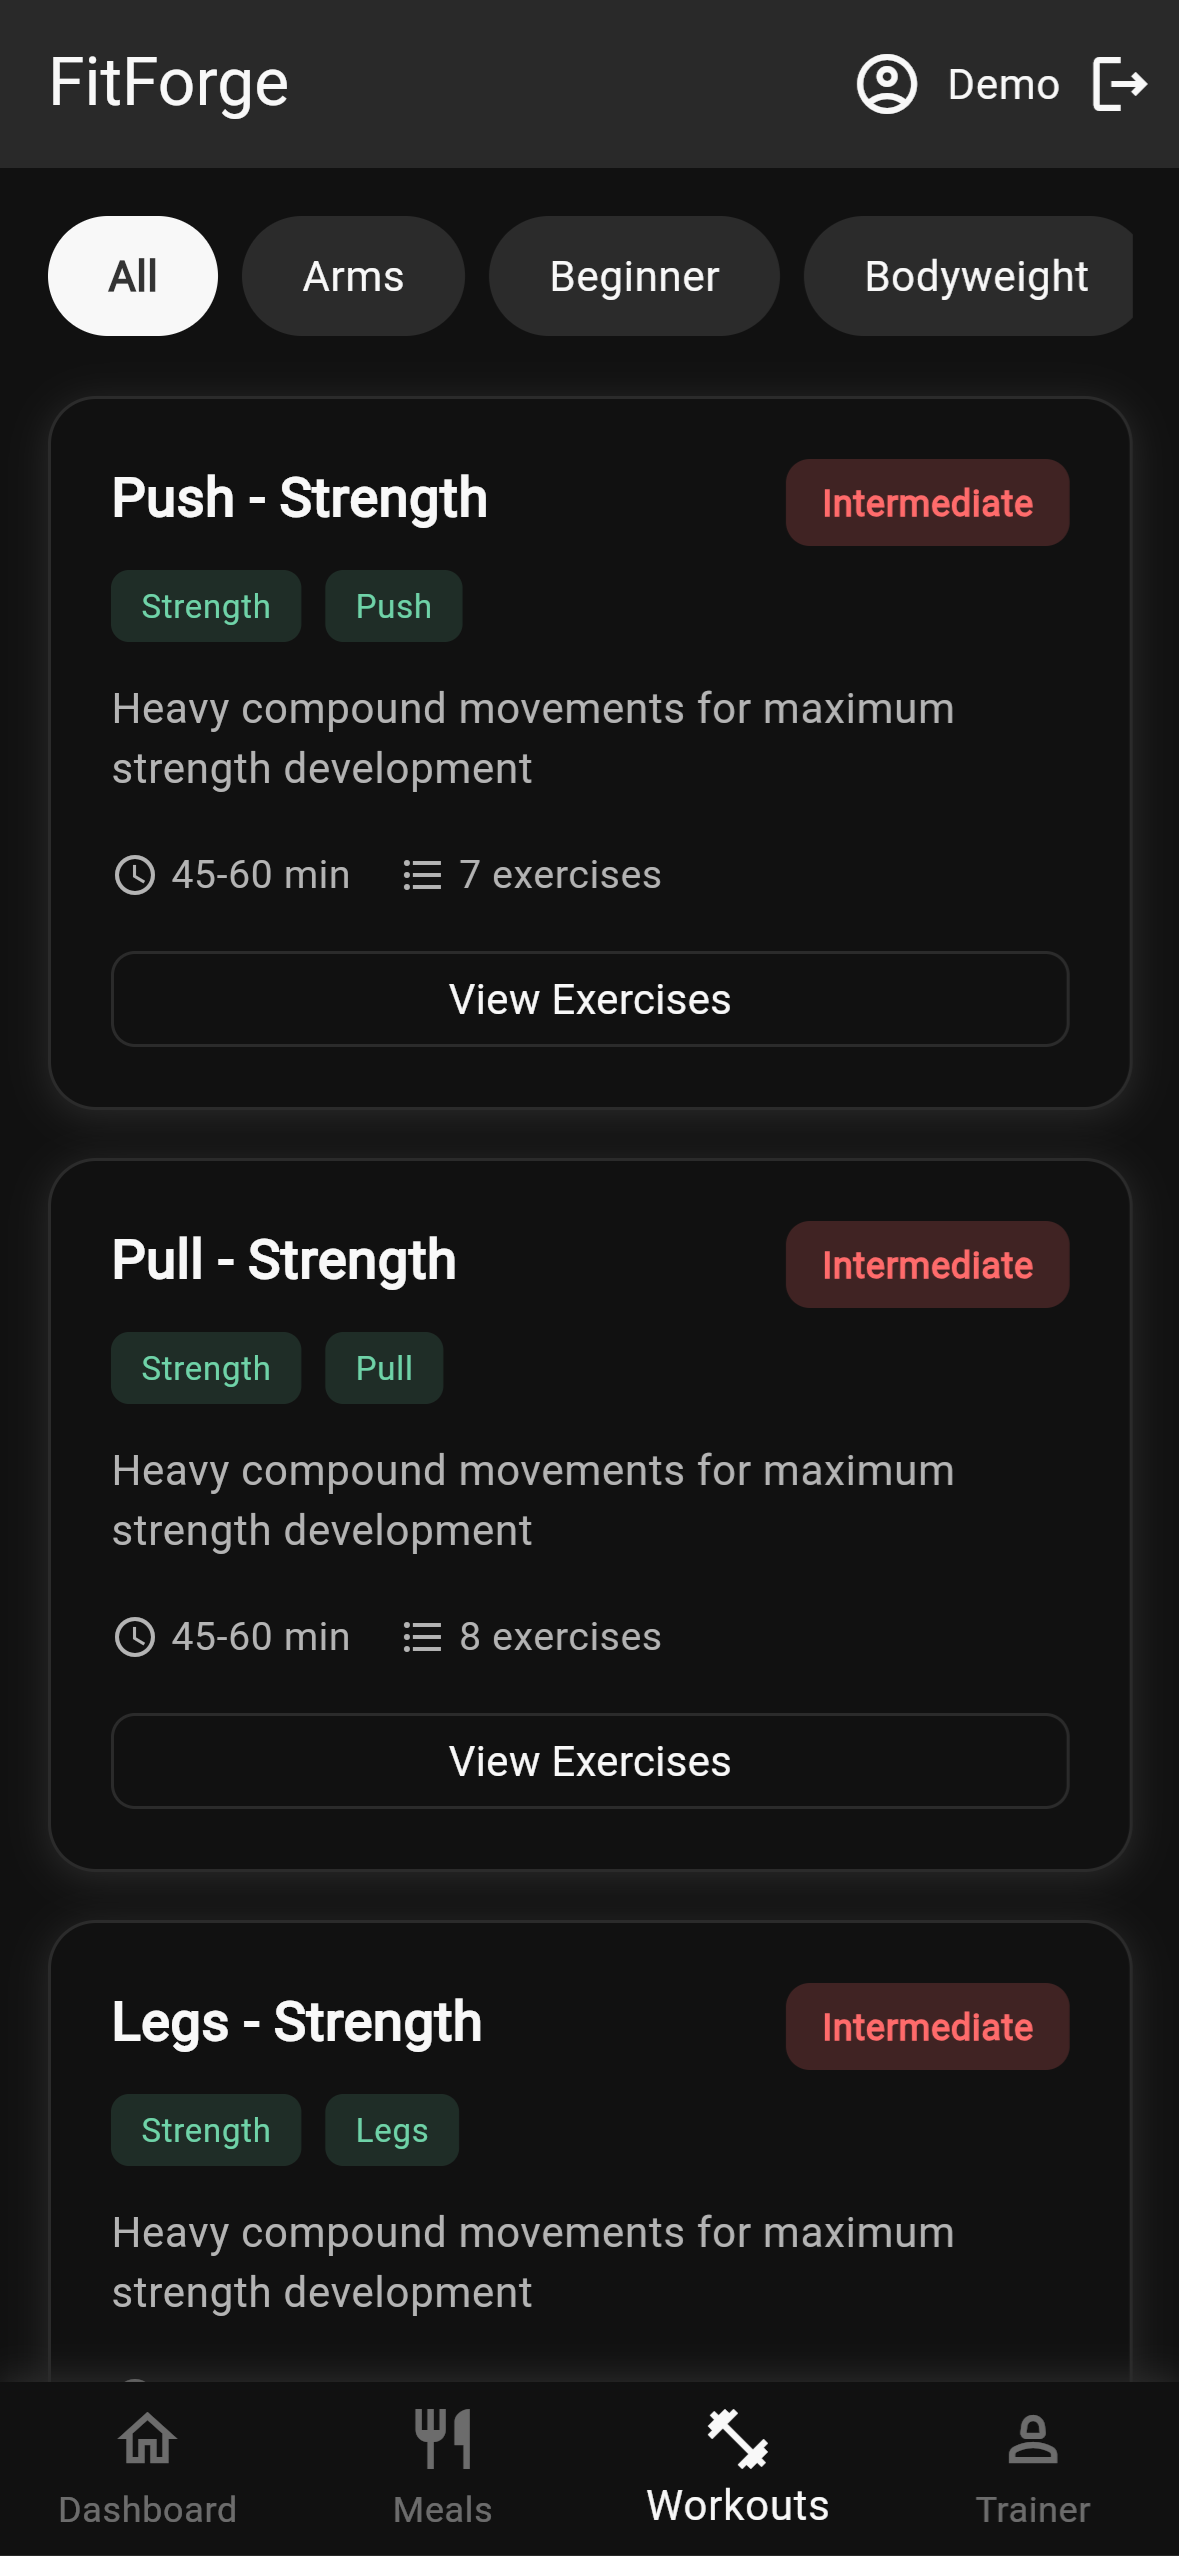 FitForge
Demo
All
Arms
Beginner
Bodyweight
Push - Strength
Intermediate
Strength
Push
Heavy compound movements for maximum
strength development
45-60 min
7 exercises
View Exercises
Pull - Strength
Intermediate
Strength
Pull
Heavy compound movements for maximum
strength development
45-60 min
8 exercises
View Exercises
Legs - Strength
Intermediate
Strength
Legs
Heavy compound movements for maximum
strength development
Dashboard
Meals
Workouts
Trainer